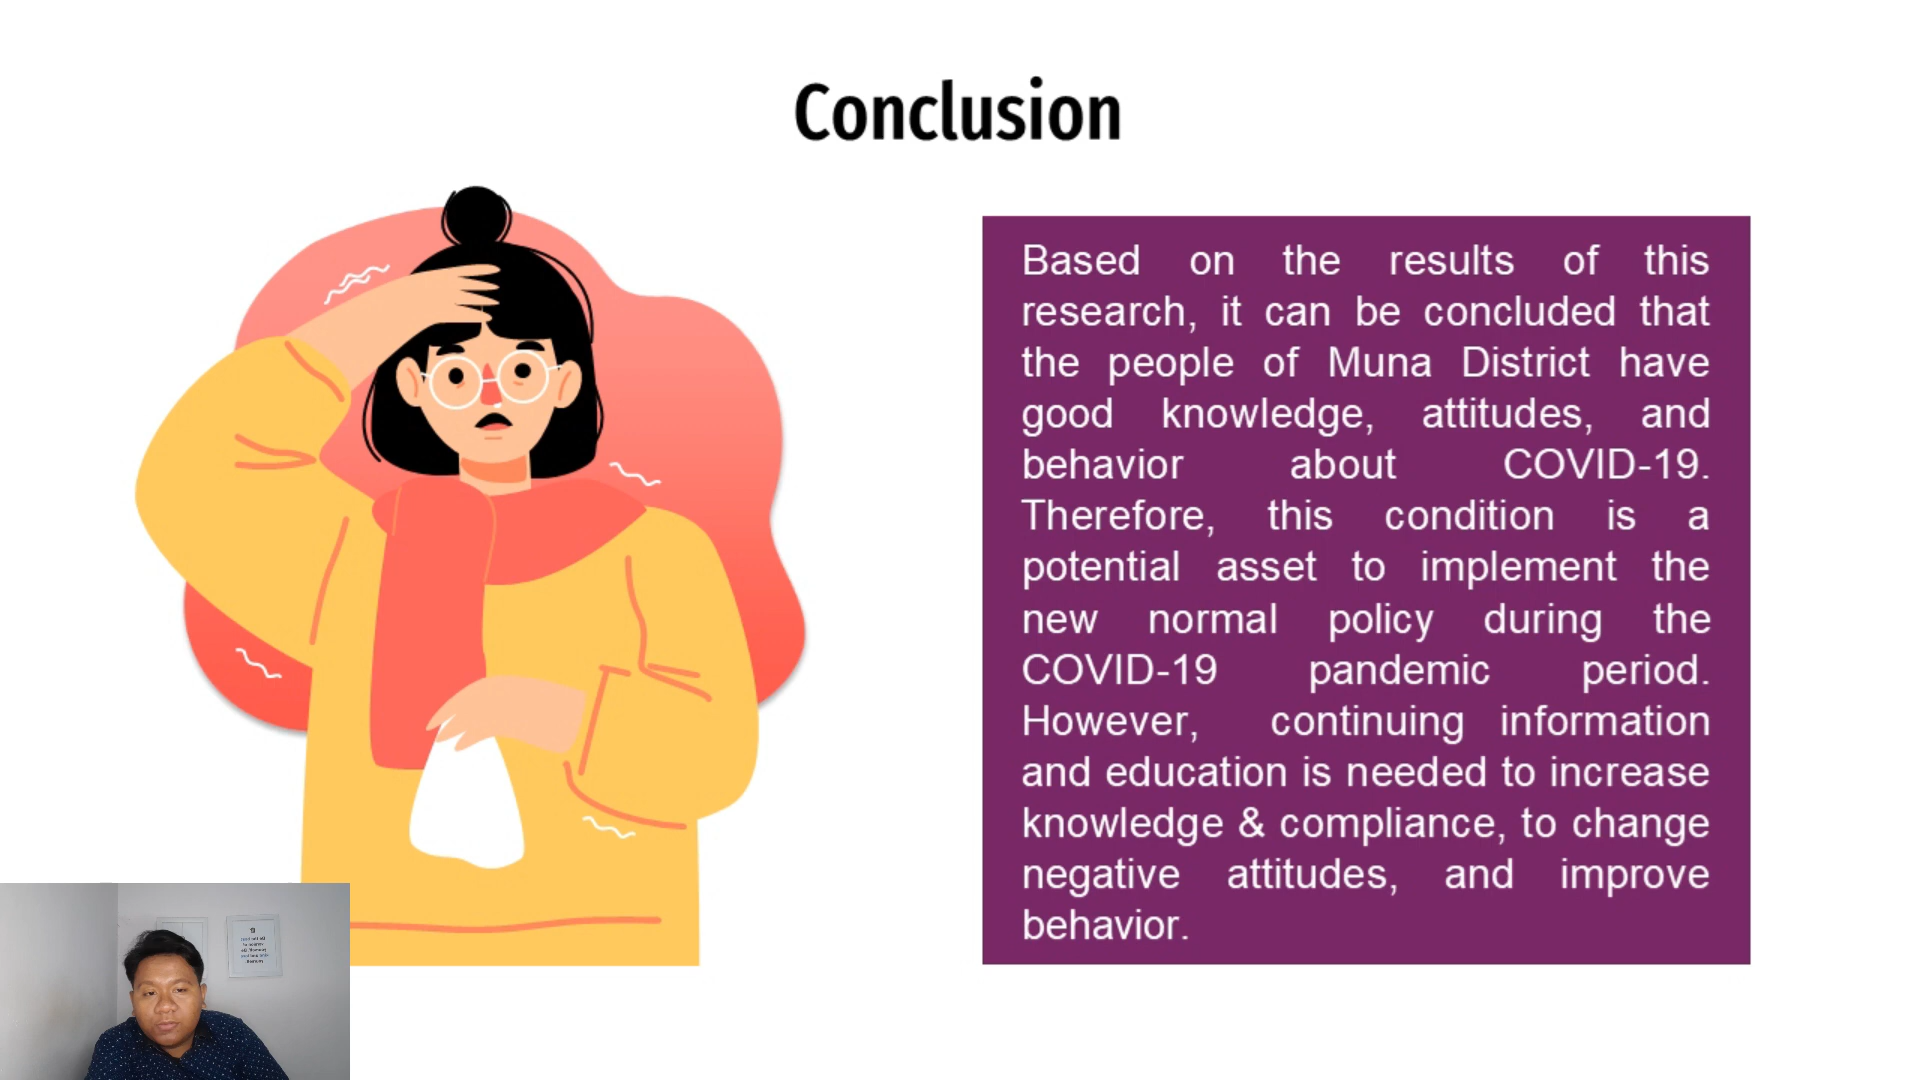 Conclusion
Based on the results of this
research, it can be concluded that
the people of Muna District have
good knowledge, attitudes, and
behavior about COVID-19.
Therefore, this condition is a
potential asset to implement the
new normal policy during the
COVID-19 pandemic period.
However, continuing information
and education is needed to increase
knowledge & compliance, to change
negative attitudes, and improve
behavior.